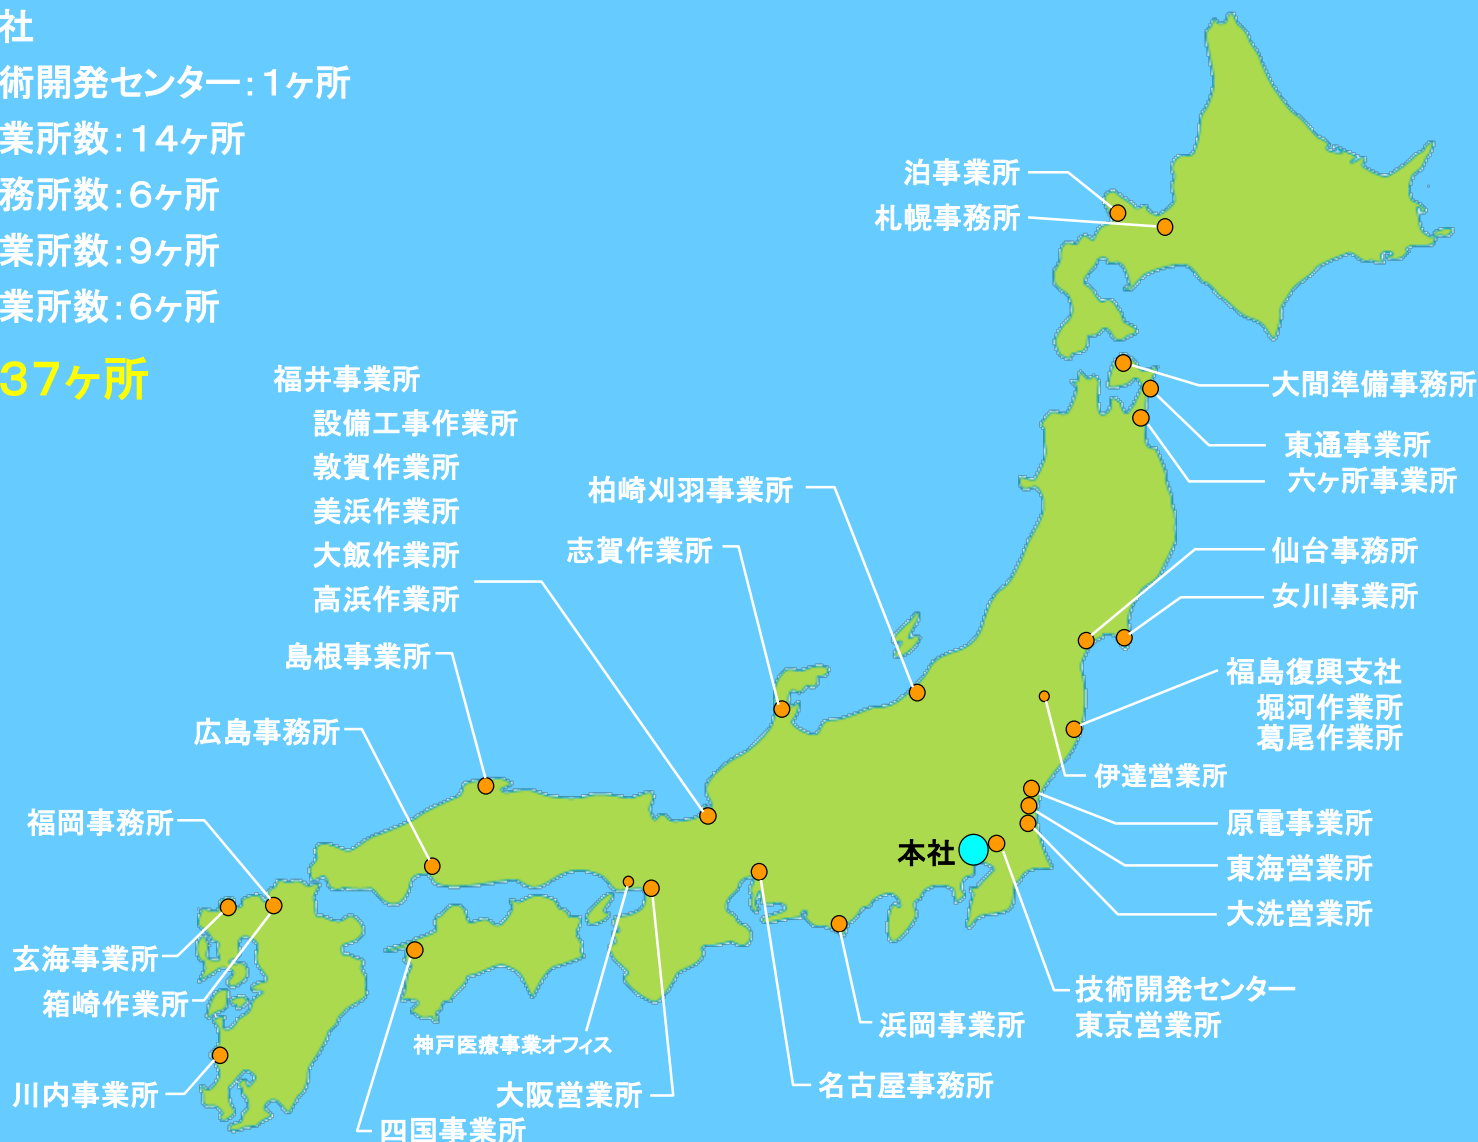 社
術開発センター：１ヶ所
業所数：１４ヶ所
務所数：６ヶ所
業所数：９ヶ所
業所数：６ヶ所
３７ヶ所
泊事業所
札幌事務所
大間準備事務所
東通事業所
六ヶ所事業所
福井事業所
設備工事作業所
敦賀作業所
美浜作業所
大飯作業所
高浜作業所
柏崎刈羽事業所
志賀作業所
仙台事務所
女川事業所
島根事業所
福島復興支社
堀河作業所
葛尾作業所
広島事務所
伊達営業所
福岡事務所
原電事業所
本社
東海営業所
大洗営業所
玄海事業所
箱崎作業所
技術開発センター
東京営業所
浜岡事業所
神戸医療事業オフィス
名古屋事務所
川内事業所
大阪営業所
四国事業所